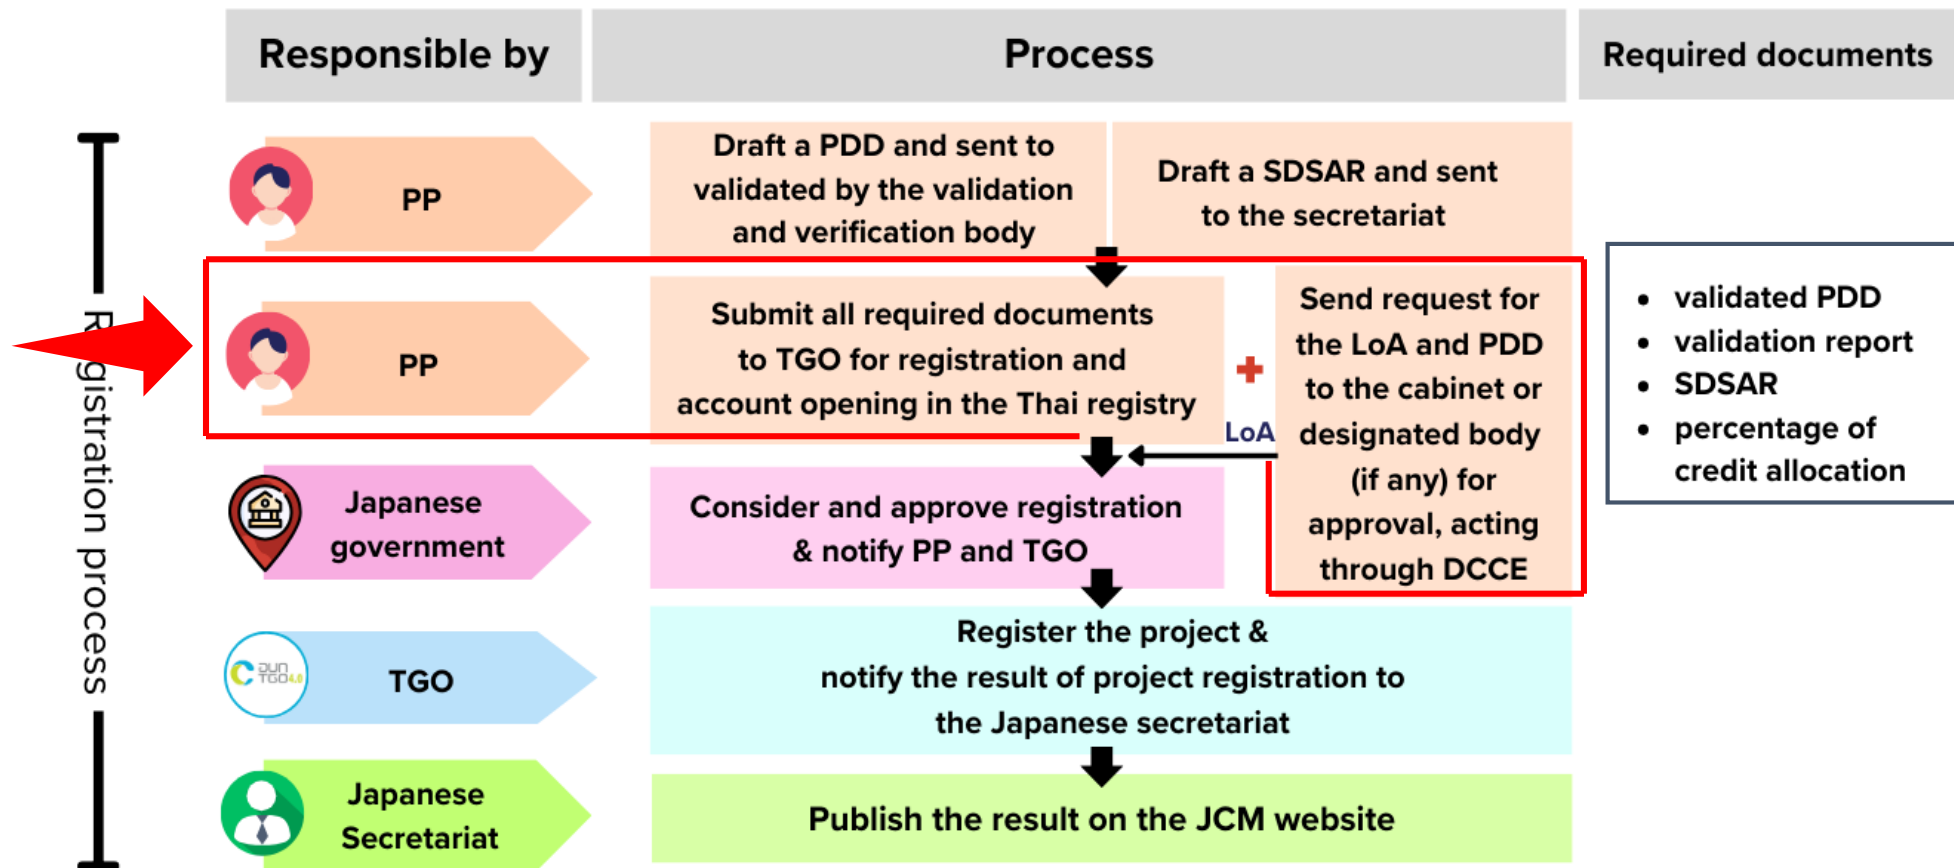 Responsible by
Process
Required documents
Registration process
PP
Draft a PDD and sent to
validated by the validation
and verification body
Draft a SDSAR and sent
to the secretariat
PP
Submit all required documents
to TGO for registration and
account opening in the Thai registry
+
LoA
Send request for
the LoA and PDD
to the cabinet or
designated body
(if any) for
approval, acting
through DCCE
• validated PDD
• validation report
• SDSAR
• percentage of
credit allocation
Japanese
government
Consider and approve registration
& notify PP and TGO
TGO4.0
TGO
Register the project &
notify the result of project registration to
the Japanese secretariat
Japanese
Secretariat
Publish the result on the JCM website